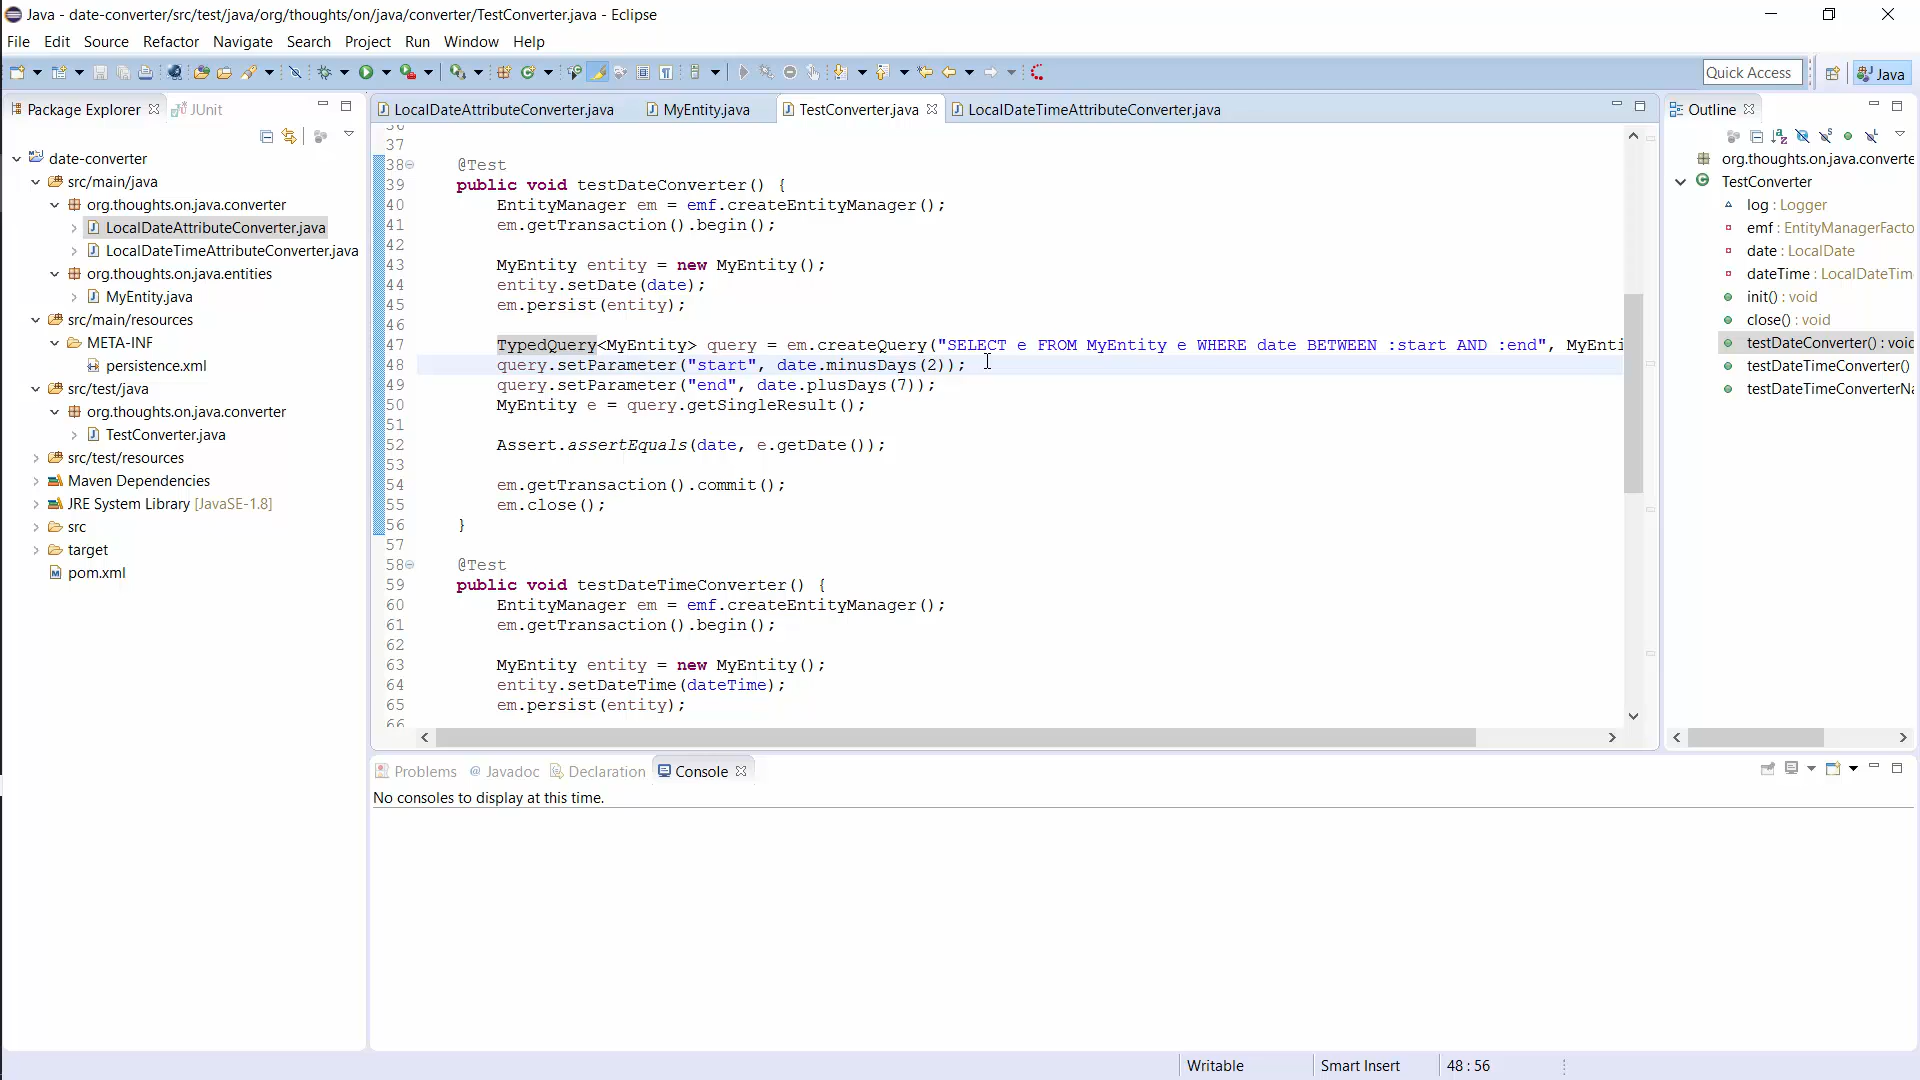 Java - date-converter/src/test/java/org/thoughts/on/java/converter/TestConverter.java - Eclipse
File Edit Source Refactor Navigate Search Project Run Window Help
Quick Access
Java
Package Explorer
JUnit
date-converter
src/main/java
org.thoughts.on.java.converter
LocalDateAttributeConverter.java
LocalDateTimeAttributeConverter.java
org.thoughts.on.java.entities
MyEntity.java
src/main/resources
META-INF
persistence.xml
src/test/java
org.thoughts.on.java.converter
TestConverter.java
src/test/resources
Maven Dependencies
JRE System Library [JavaSE-1.8]
src
target
pom.xml
LocalDateAttributeConverter.java MyEntity.java TestConverter.java LocalDateTimeAttributeConverter.java
36
37
38 @Test
39 public void testDateConverter() {
40 EntityManager em = emf.createEntityManager();
41 em.getTransaction().begin();
42
43 MyEntity entity = new MyEntity();
44 entity.setDate(date);
45 em.persist(entity);
46
47 TypedQuery<MyEntity> query = em.createQuery("SELECT e FROM MyEntity e WHERE date BETWEEN :start AND :end", MyEnti
48 query.setParameter("start", date.minusDays(2));
49 query.setParameter("end", date.plusDays(7));
50 MyEntity e = query.getSingleResult();
51
52 Assert.assertEquals(date, e.getDate());
53
54 em.getTransaction().commit();
55 em.close();
56 }
57
58 @Test
59 public void testDateTimeConverter() {
60 EntityManager em = emf.createEntityManager();
61 em.getTransaction().begin();
62
63 MyEntity entity = new MyEntity();
64 entity.setDateTime(dateTime);
65 em.persist(entity);
66
Outline
org.thoughts.on.java.converte
TestConverter
log : Logger
emf : EntityManagerFacto
date : LocalDate
dateTime : LocalDateTim
init() : void
close() : void
testDateConverter() : voic
testDateTimeConverter()
testDateTimeConverterNa
Problems @ Javadoc Declaration Console
No consoles to display at this time.
Writable Smart Insert 48 : 56